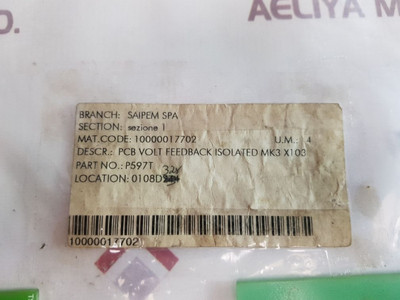 D.
AELIYA M
BRANCH: SAIPEM SPA
SECTION: sezione 1
MAT.CODE: 10000017702 U.M.: 4
DESCR.: PCB VOLT FEEDBACK ISOLATED MK3 X103
PART NO.: P597T
LOCATION: 0108D
10000017702